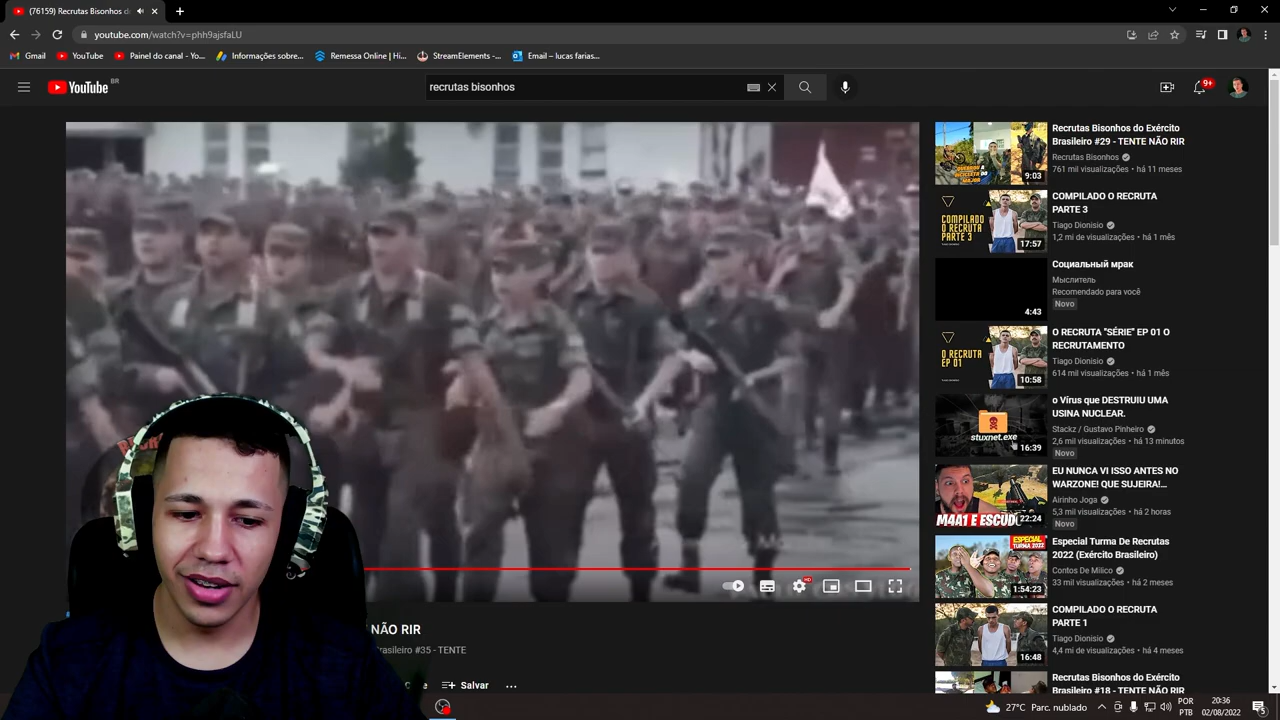 (76159) Recrutas Bisonhos d
youtube.com/watch?v=phh9ajsfaLU
Gmail
YouTube
Painel do canal - Yo...
Informações sobre...
Remessa Online | Hi...
StreamElements -...
Email – lucas farias...
YouTube BR
recrutas bisonhos
9+
Recrutas Bisonhos do Exército
Brasileiro #29 - TENTE NÃO RIR
Recrutas Bisonhos
761 mil visualizações • há 11 meses
QUEBROU A
BICICLETA DO
MAJOR
9:03
COMPILADO O RECRUTA
PARTE 3
Tiago Dionisio
1,2 mi de visualizações • há 1 mês
COMPILADO
O RECRUTA
PARTE 3
17:57
Социальный мрак
Мыслитель
Recomendado para você
Novo
4:43
O RECRUTA "SÉRIE" EP 01 O
RECRUTAMENTO
Tiago Dionisio
614 mil visualizações • há 1 mês
O RECRUTA
EP 01
10:58
o Vírus que DESTRUIU UMA
USINA NUCLEAR.
Stackz / Gustavo Pinheiro
2,6 mil visualizações • há 13 minutos
Novo
stuxnet.exe
16:39
EU NUNCA VI ISSO ANTES NO
WARZONE! QUE SUJEIRA!...
Airinho Joga
5,3 mil visualizações • há 2 horas
Novo
M4A1 E ESCUD
22:24
Especial Turma De Recrutas
2022 (Exército Brasileiro)
Contos De Milico
33 mil visualizações • há 2 meses
ESPECIAL
TURMA 2022
1:54:23
COMPILADO O RECRUTA
PARTE 1
Tiago Dionisio
4,4 mi de visualizações • há 4 meses
16:48
Recrutas Bisonhos do Exército
Brasileiro #18 - TENTE NÃO RIR
HD
NÃO RIR
asileiro #35 - TENTE
Salvar
...
27°C Parc. nublado
POR
PTB
20:36
02/08/2022
5